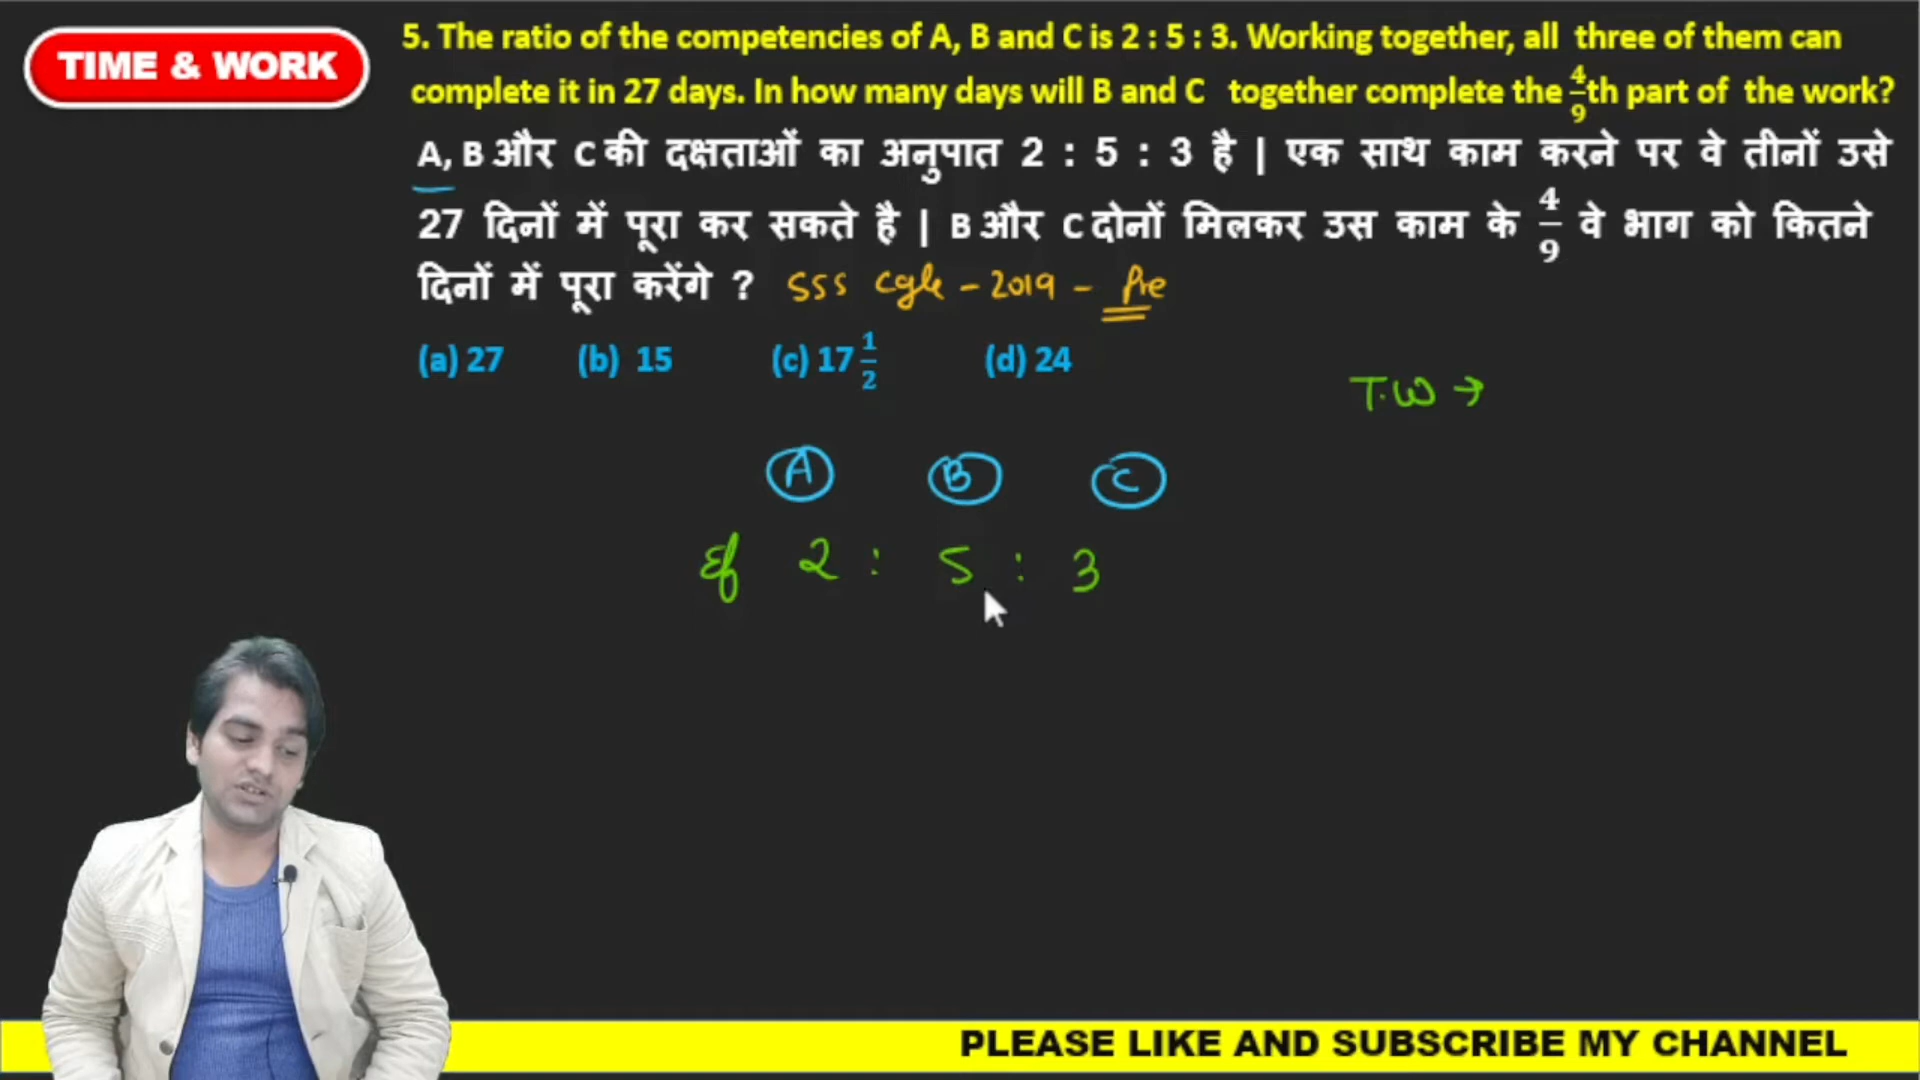 TIME & WORK
5. The ratio of the competencies of A, B and C is 2 : 5 : 3. Working together, all three of them can
complete it in 27 days. In how many days will B and C together complete the 4/9th part of the work?
A, B और C की दक्षताओं का अनुपात 2 : 5 : 3 है | एक साथ काम करने पर वे तीनों उसे
27 दिनों में पूरा कर सकते है | B और C दोनों मिलकर उस काम के 4/9 वे भाग को कितने
दिनों में पूरा करेंगे ? SSS Cgle - 2019 - Pre
(a) 27 (b) 15 (c) 17 1/2 (d) 24
T.W →
A B C
Ef 2 : 5 : 3
PLEASE LIKE AND SUBSCRIBE MY CHANNEL